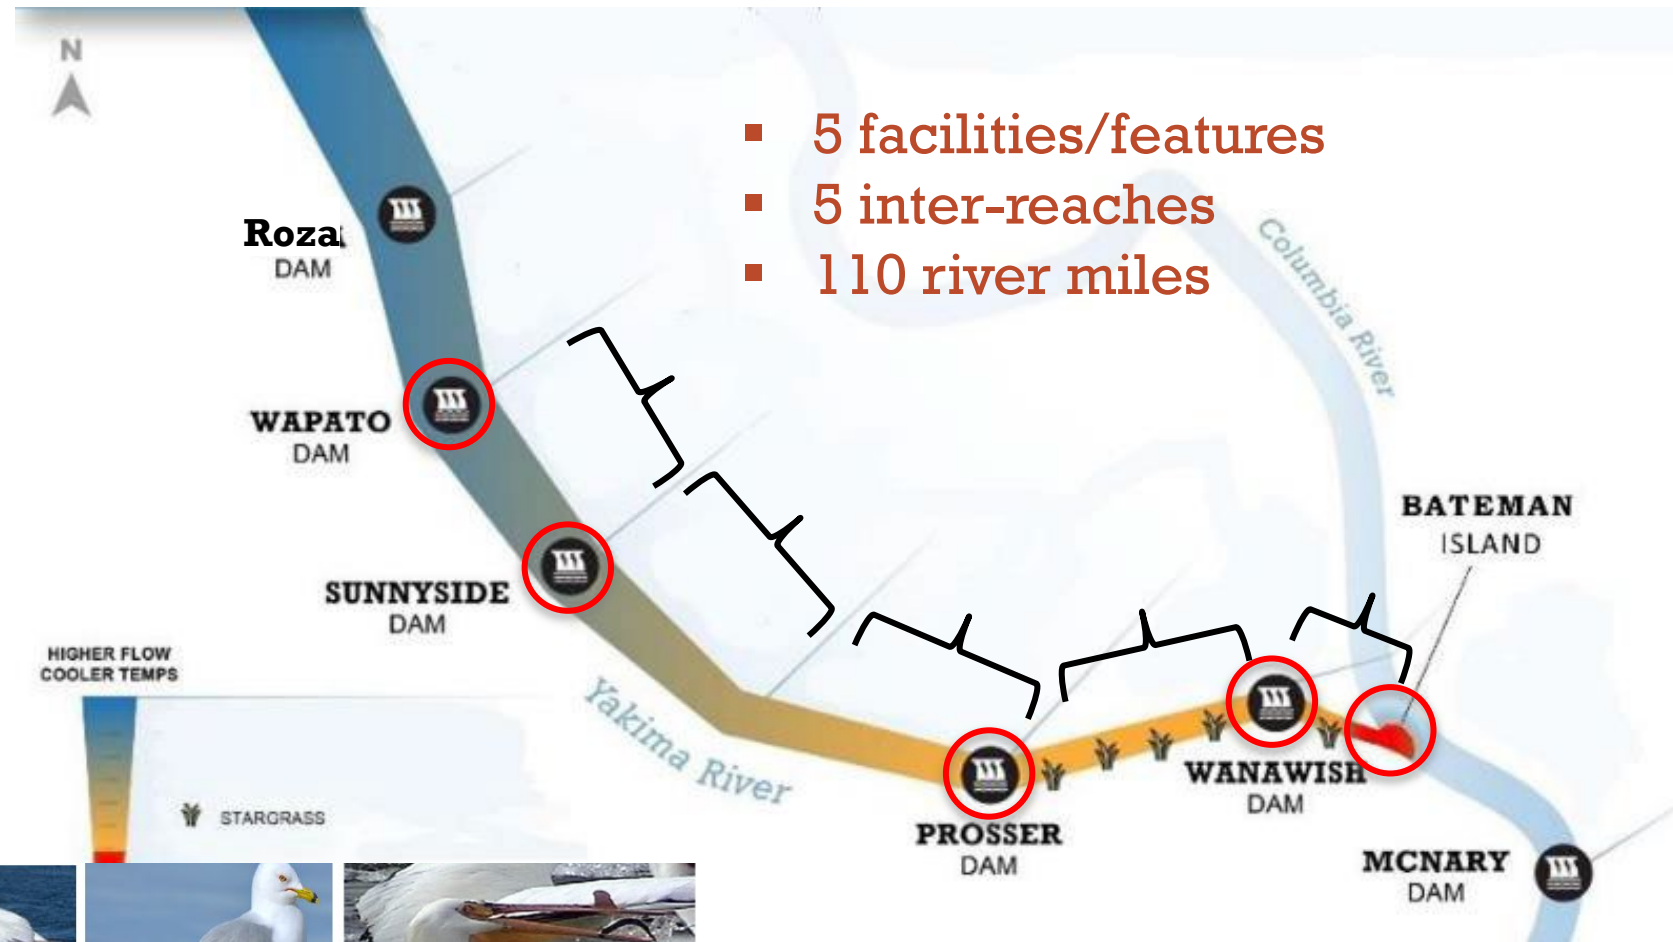 N
▪ 5 facilities/features
▪ 5 inter-reaches
▪ 110 river miles
Roza
DAM
Columbia River
WAPATO
DAM
BATEMAN
ISLAND
SUNNYSIDE
DAM
HIGHER FLOW
COOLER TEMPS
Yakima River
STARGRASS
WANAWISH
DAM
PROSSER
DAM
MCNARY
DAM